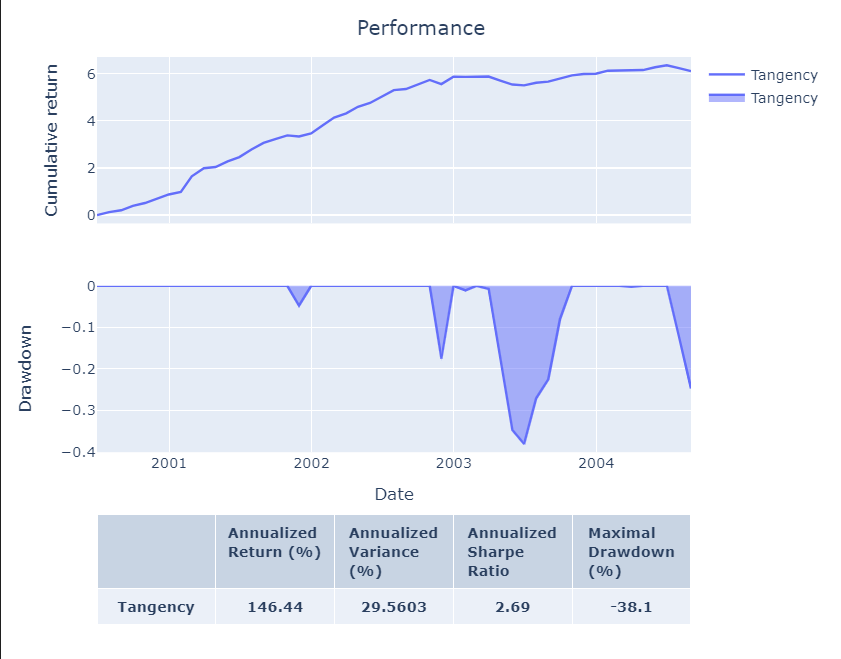 Performance
Cumulative return
6
4
2
0
Tangency
Tangency
Drawdown
0
−0.1
−0.2
−0.3
−0.4
2001 2002 2003 2004
Date
Annualized Return (%)
Annualized Variance (%)
Annualized Sharpe Ratio
Maximal Drawdown (%)
Tangency 146.44 29.5603 2.69 -38.1